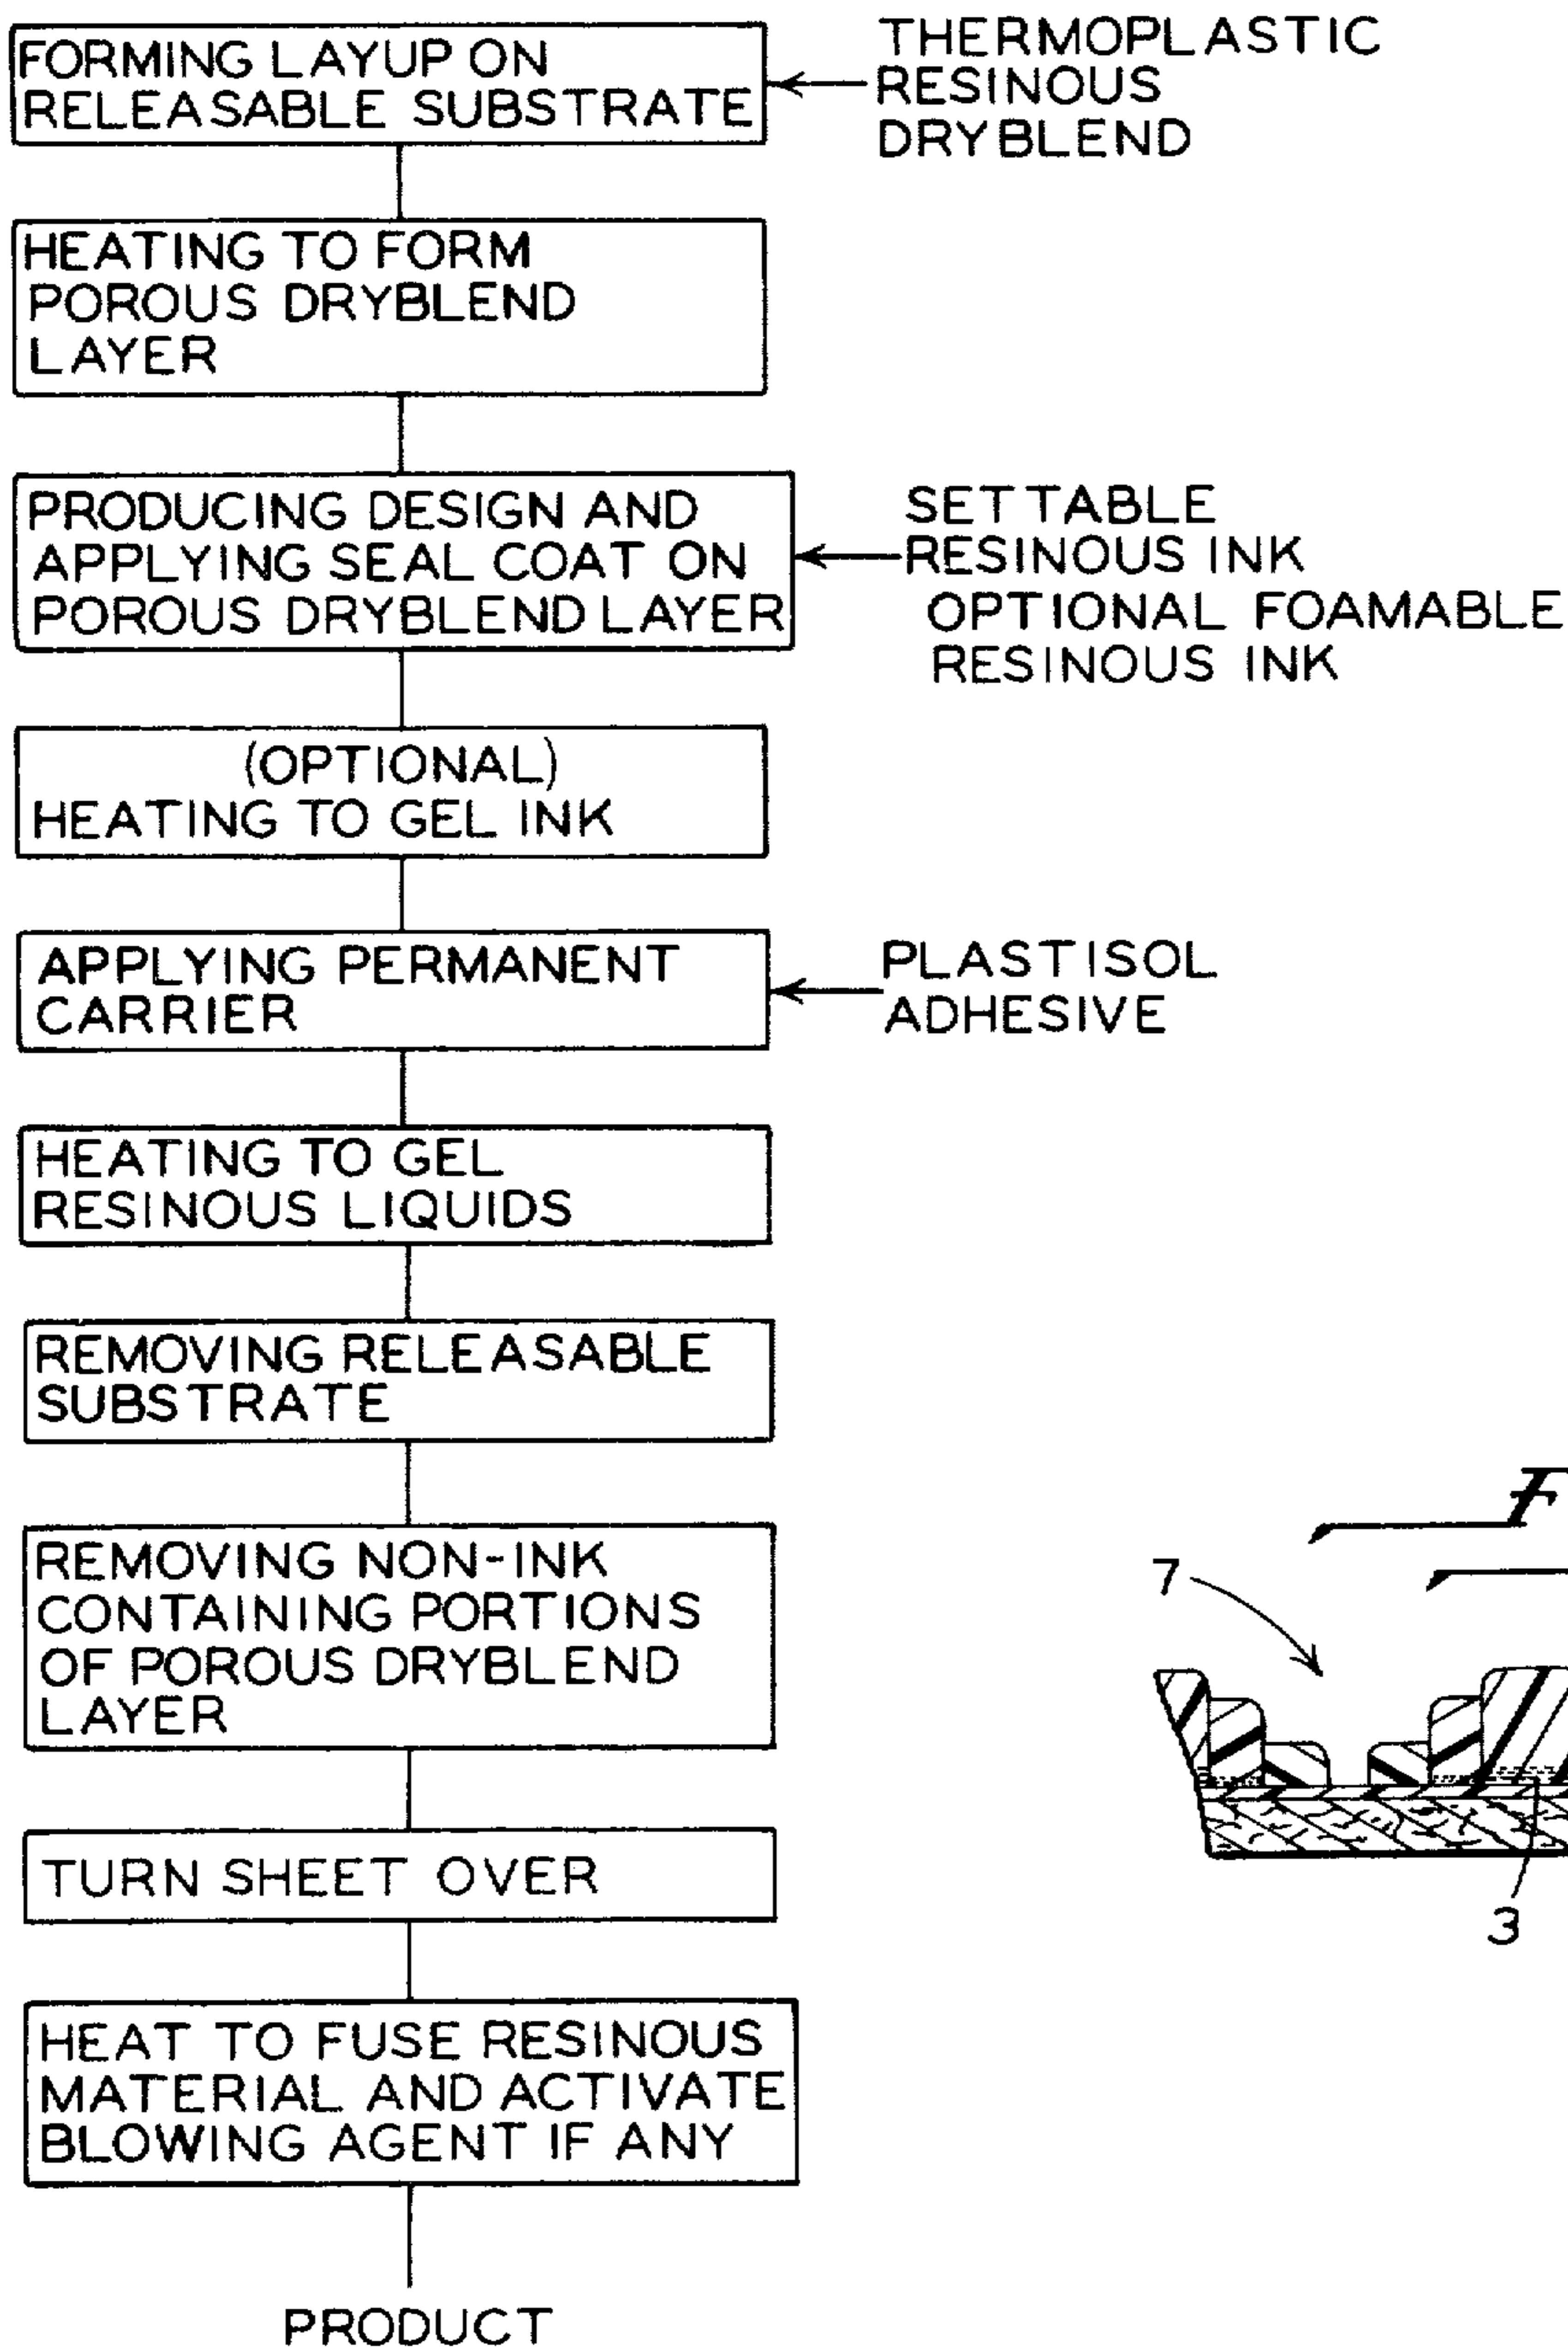 FORMING LAYUP ON
RELEASABLE SUBSTRATE
THERMOPLASTIC
RESINOUS
DRYBLEND
HEATING TO FORM
POROUS DRYBLEND
LAYER
PRODUCING DESIGN AND
APPLYING SEAL COAT ON
POROUS DRYBLEND LAYER
SETTABLE
RESINOUS INK
OPTIONAL FOAMABLE
RESINOUS INK
(OPTIONAL)
HEATING TO GEL INK
APPLYING PERMANENT
CARRIER
PLASTISOL
ADHESIVE
HEATING TO GEL
RESINOUS LIQUIDS
REMOVING RELEASABLE
SUBSTRATE
REMOVING NON-INK
CONTAINING PORTIONS
OF POROUS DRYBLEND
LAYER
TURN SHEET OVER
HEAT TO FUSE RESINOUS
MATERIAL AND ACTIVATE
BLOWING AGENT IF ANY
PRODUCT
F
7
3